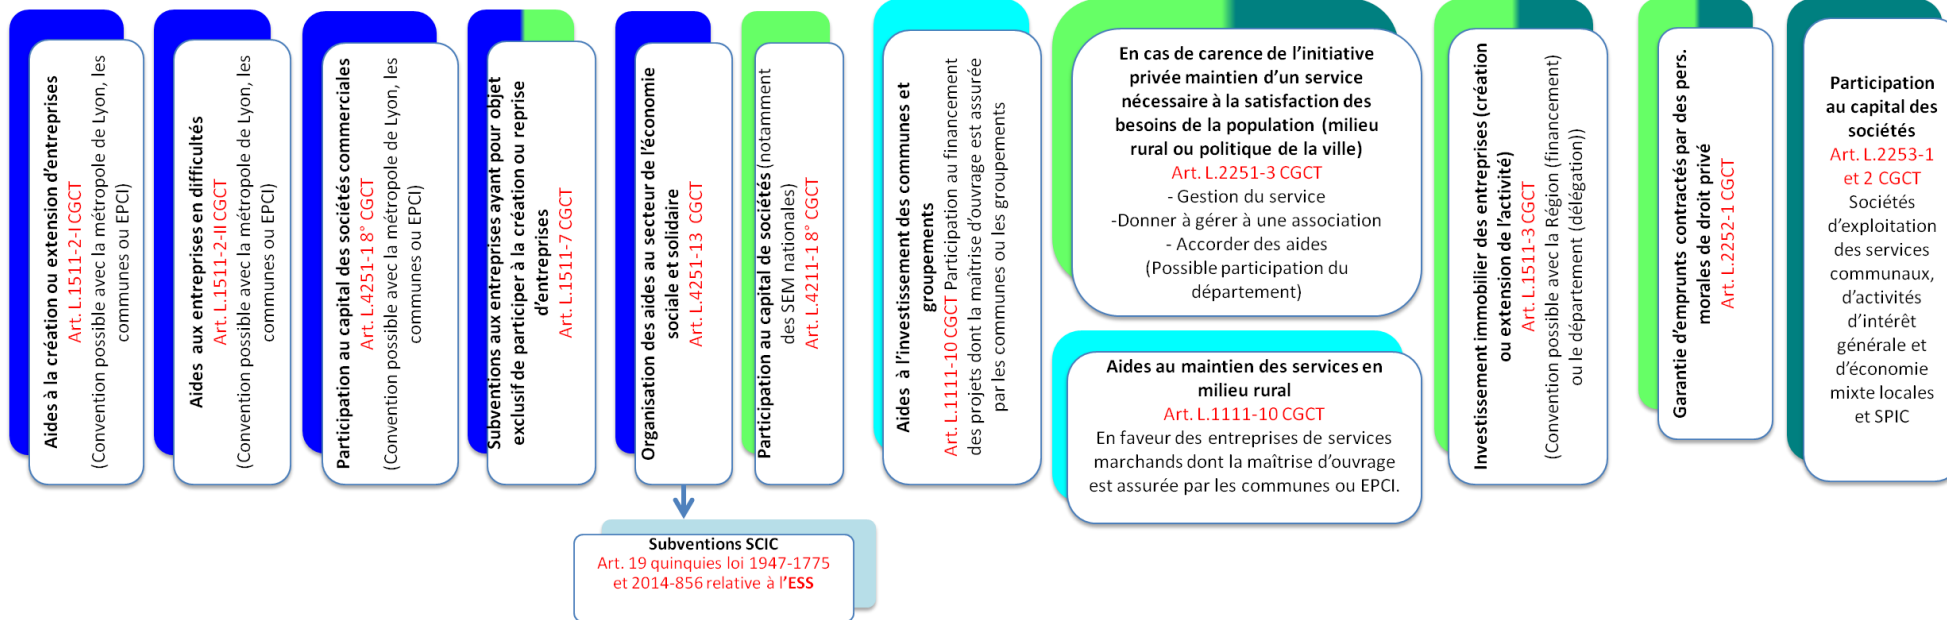 Aides à la création ou extension d'entreprises
Art. L.1511-2-I CGCT
(Convention possible avec la métropole de Lyon, les
communes ou EPCI)
Aides aux entreprises en difficultés
Art. L.1511-2-II CGCT
(Convention possible avec la métropole de Lyon, les
communes ou EPCI)
Participation au capital des sociétés commerciales
Art. L.4251-1 8° CGCT
(Convention possible avec la métropole de Lyon, les
communes ou EPCI)
Subventions aux entreprises ayant pour objet
exclusif de participer à la création ou reprise
d'entreprises
Art. L.1511-7 CGCT
Organisation des aides au secteur de l'économie
sociale et solidaire
Art. L.4251-13 CGCT
Participation au capital de sociétés (notamment
des SEM nationales)
Art. L.4211-1 8° CGCT
Aides à l'investissement des communes et
groupements
Art. L.1111-10 CGCT Participation au financement
des projets dont la maîtrise d'ouvrage est assurée
par les communes ou les groupements
En cas de carence de l'initiative
privée maintien d'un service
nécessaire à la satisfaction des
besoins de la population (milieu
rural ou politique de la ville)
Art. L.2251-3 CGCT
- Gestion du service
-Donner à gérer à une association
- Accorder des aides
(Possible participation du
département)
Aides au maintien des services en
milieu rural
Art. L.1111-10 CGCT
En faveur des entreprises de services
marchands dont la maîtrise d'ouvrage
est assurée par les communes ou EPCI.
Investissement immobilier des entreprises (création
ou extension de l'activité)
Art. L.1511-3 CGCT
(Convention possible avec la Région (financement)
ou le département (délégation))
Garantie d'emprunts contractés par des pers.
morales de droit privé
Art. L.2252-1 CGCT
Participation
au capital des
sociétés
Art. L.2253-1
et 2 CGCT
Sociétés
d'exploitation
des services
communaux,
d'activités
d'intérêt
générale et
d'économie
mixte locales
et SPIC
Subventions SCIC
Art. 19 quinquies loi 1947-1775
et 2014-856 relative à l'ESS